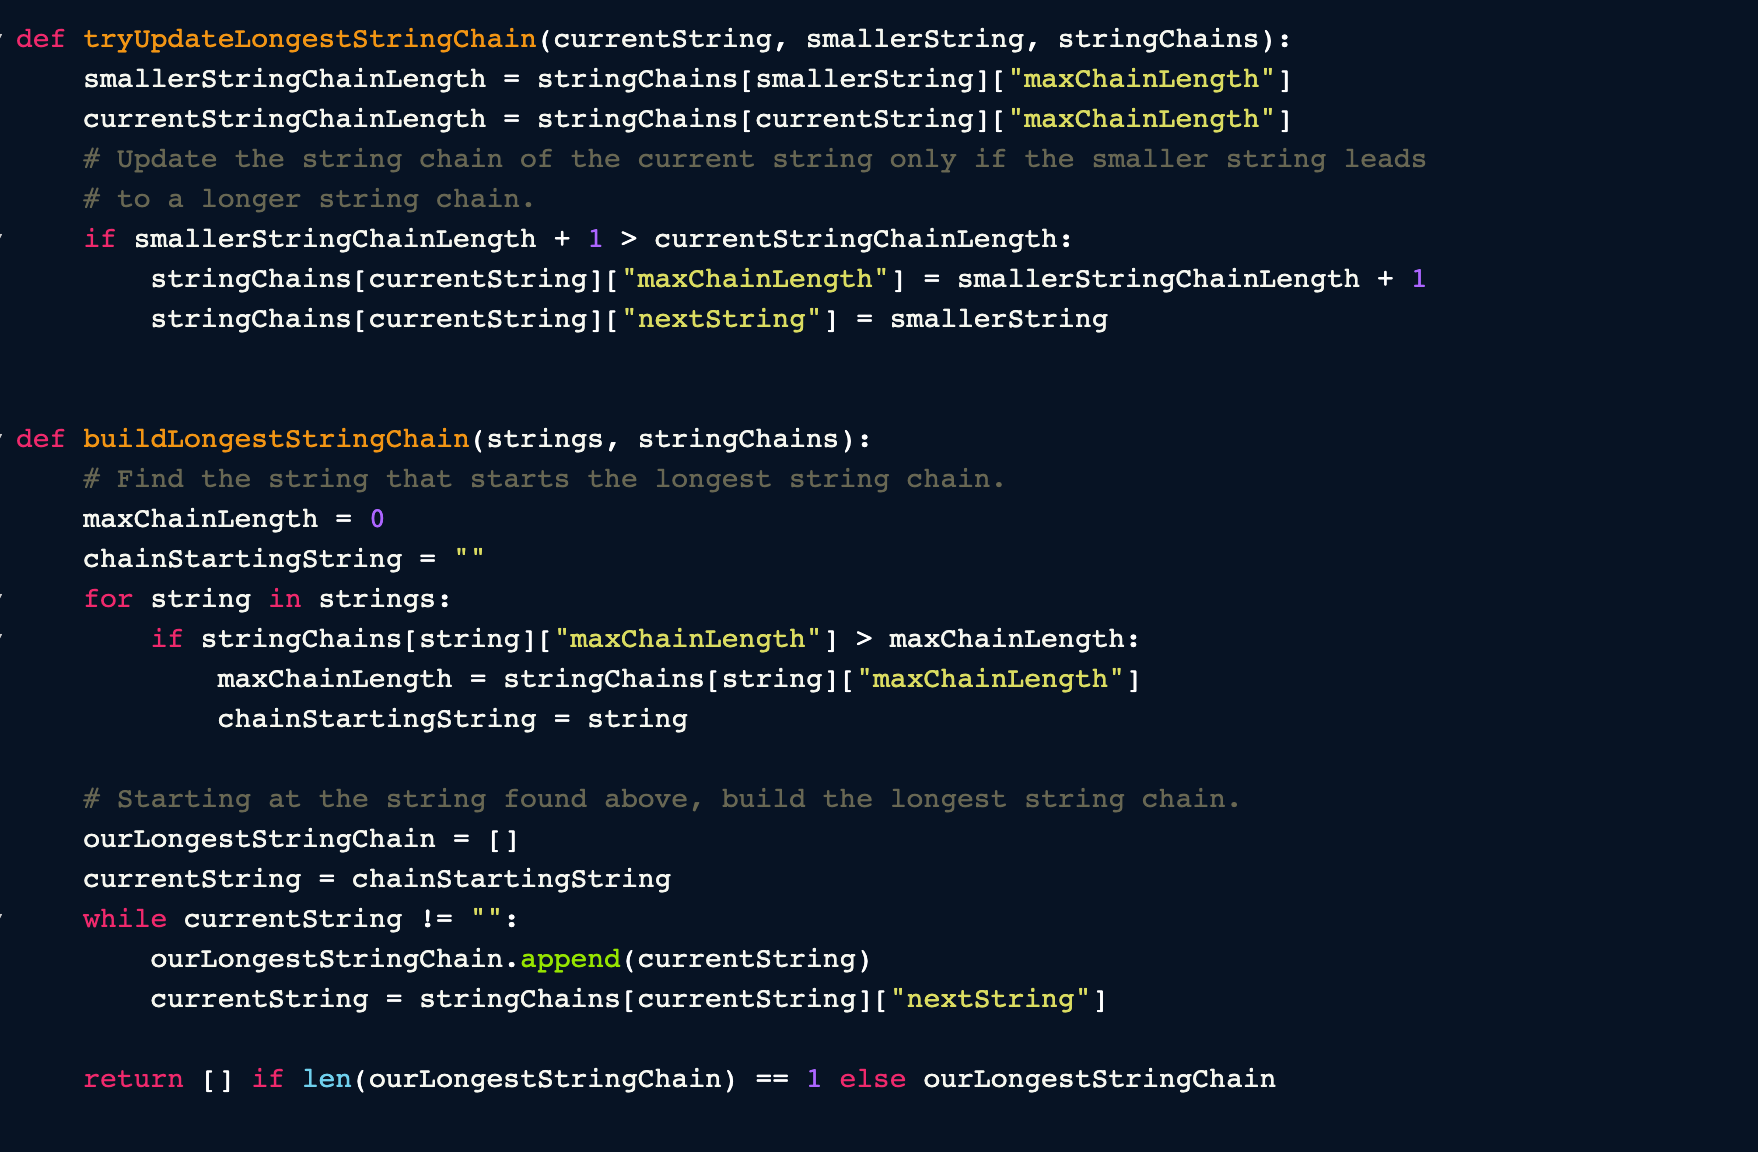 def tryUpdateLongestStringChain(currentString, smallerString, stringChains):
    smallerStringChainLength = stringChains[smallerString]["maxChainLength"]
    currentStringChainLength = stringChains[currentString]["maxChainLength"]
    # Update the string chain of the current string only if the smaller string leads
    # to a longer string chain.
    if smallerStringChainLength + 1 > currentStringChainLength:
        stringChains[currentString]["maxChainLength"] = smallerStringChainLength + 1
        stringChains[currentString]["nextString"] = smallerString
def buildLongestStringChain(strings, stringChains):
    # Find the string that starts the longest string chain.
    maxChainLength = 0
    chainStartingString = ""
    for string in strings:
        if stringChains[string]["maxChainLength"] > maxChainLength:
            maxChainLength = stringChains[string]["maxChainLength"]
            chainStartingString = string
    # Starting at the string found above, build the longest string chain.
    ourLongestStringChain = []
    currentString = chainStartingString
    while currentString != "":
        ourLongestStringChain.append(currentString)
        currentString = stringChains[currentString]["nextString"]
    return [] if len(ourLongestStringChain) == 1 else ourLongestStringChain